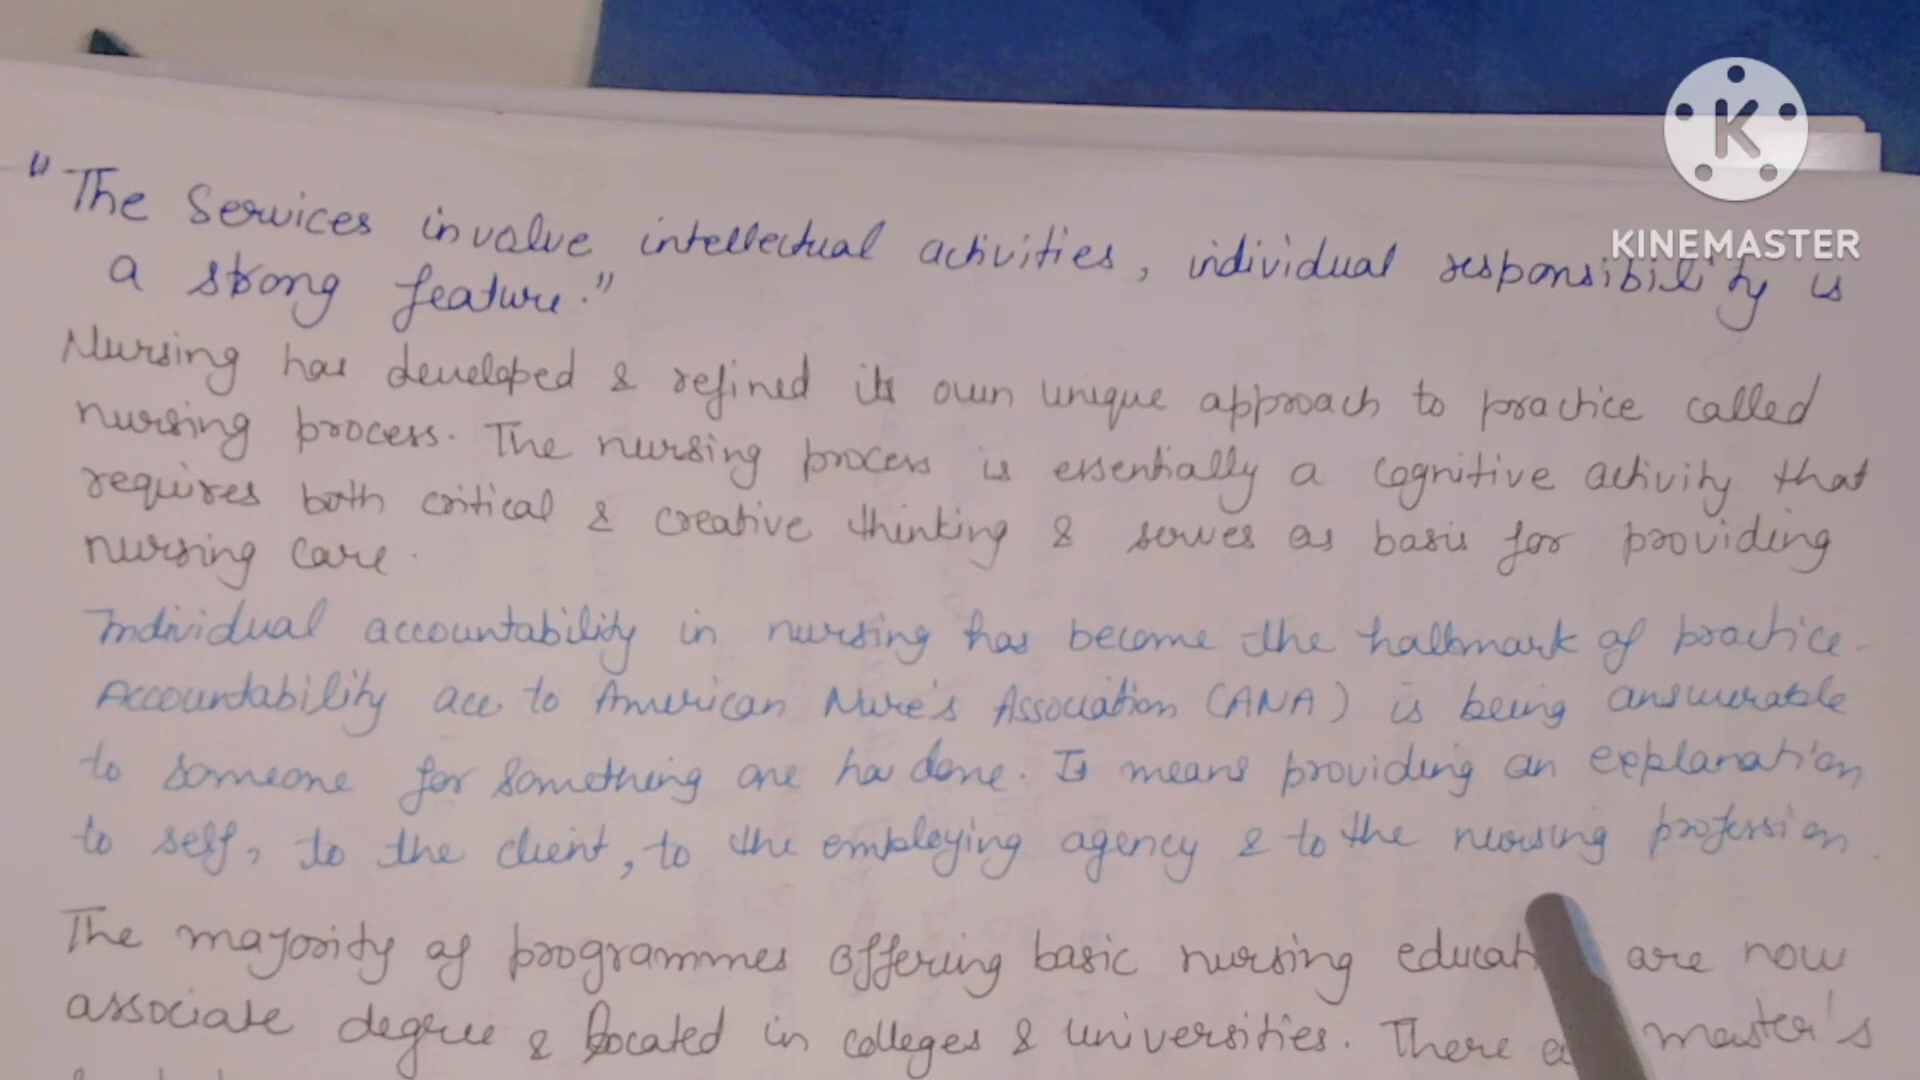 "The Services involve intellectual activities, individual responsibility is
a strong feature."
Nursing has developed & refined its own unique approach to practice called
nursing process. The nursing process is essentially a cognitive activity that
requires both critical & creative thinking & serves as basis for providing
nursing care.
Individual accountability in nursing has become the hallmark of practice.
Accountability acc. to American Nurse's Association (ANA) is being answerable
to someone for something one has done. It means providing an explanation
to self, to the client, to the employing agency & to the nursing profession.
The majority of programmes offering basic nursing are now
associate degree & located in colleges & universities. There master's
KINEMASTER